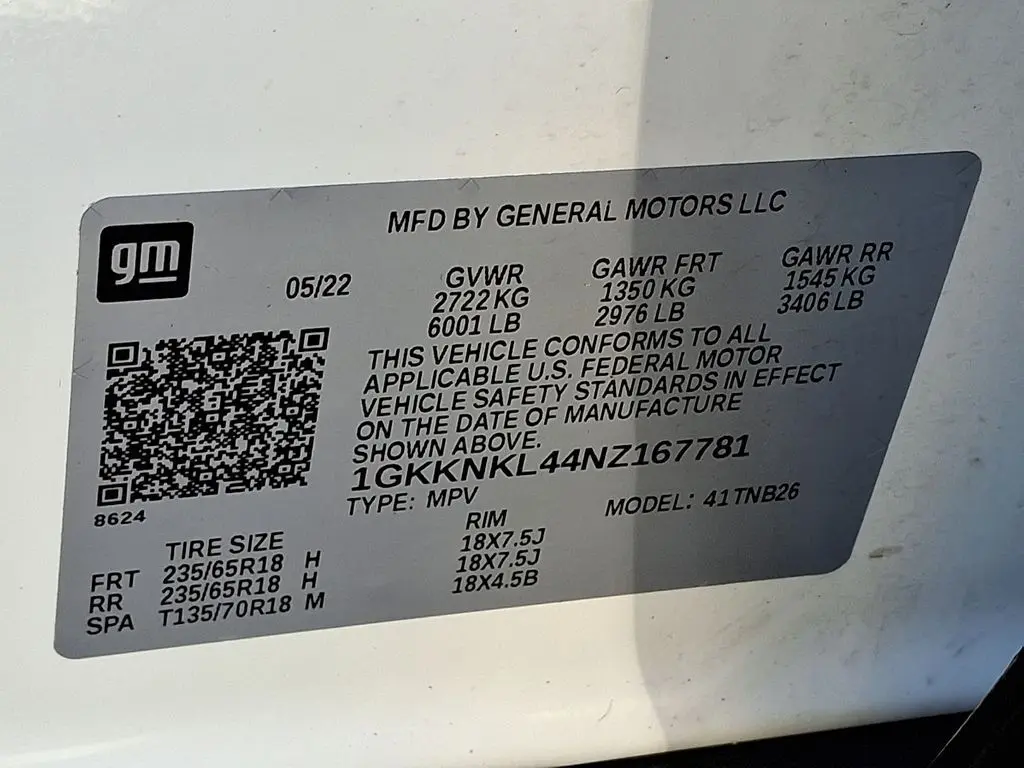 MFD BY GENERAL MOTORS LLC
gm
05/22
GVWR
2722 KG
6001 LB
GAWR FRT
1350 KG
2976 LB
GAWR RR
1545 KG
3406 LB
THIS VEHICLE CONFORMS TO ALL
APPLICABLE U.S. FEDERAL MOTOR
VEHICLE SAFETY STANDARDS IN EFFECT
ON THE DATE OF MANUFACTURE
SHOWN ABOVE.
1GKKNKL44NZ167781
TYPE: MPV MODEL: 41TNB26
8624
TIRE SIZE RIM
FRT 235/65R18 H 18X7.5J
RR 235/65R18 H 18X7.5J
SPA T135/70R18 M 18X4.5B